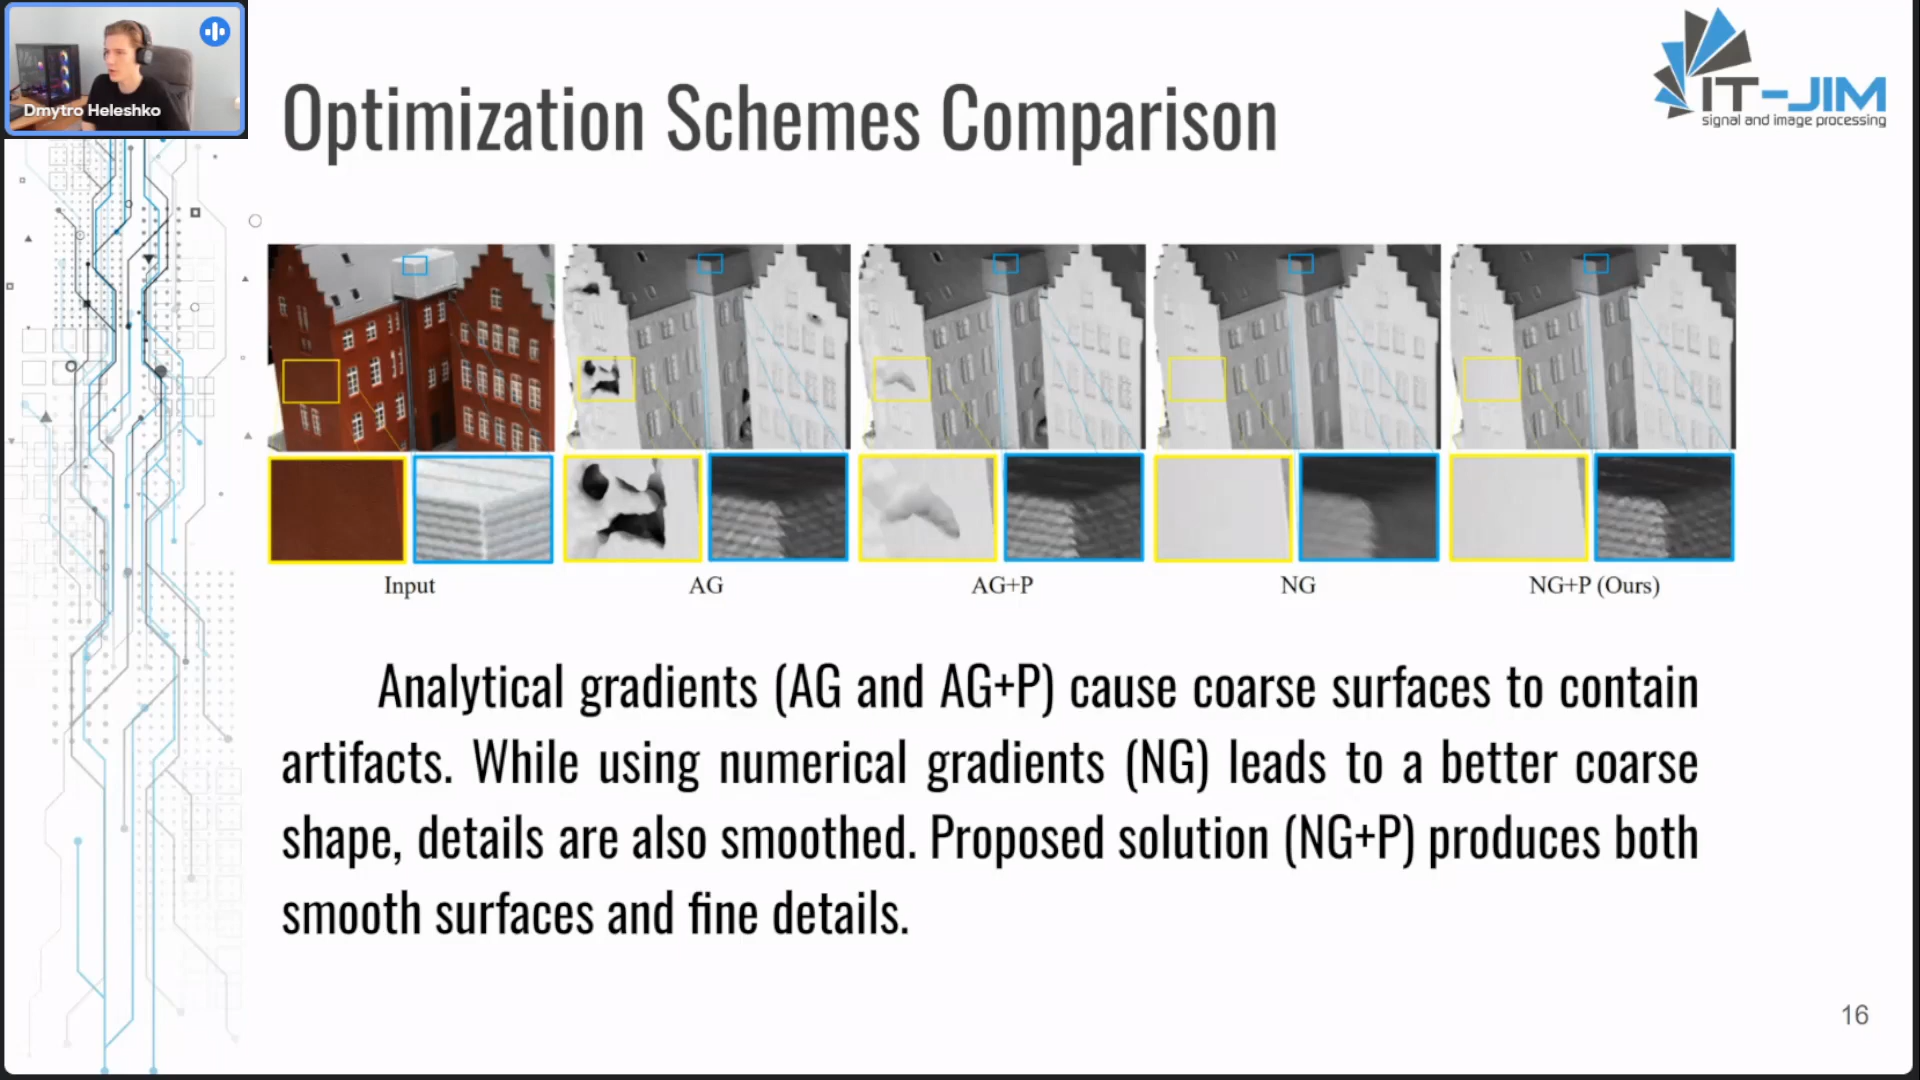 Dmytro Heleshko
Optimization Schemes Comparison
IT-JIM
signal and image processing
Input
AG
AG+P
NG
NG+P (Ours)
Analytical gradients (AG and AG+P) cause coarse surfaces to contain
artifacts. While using numerical gradients (NG) leads to a better coarse
shape, details are also smoothed. Proposed solution (NG+P) produces both
smooth surfaces and fine details.
16